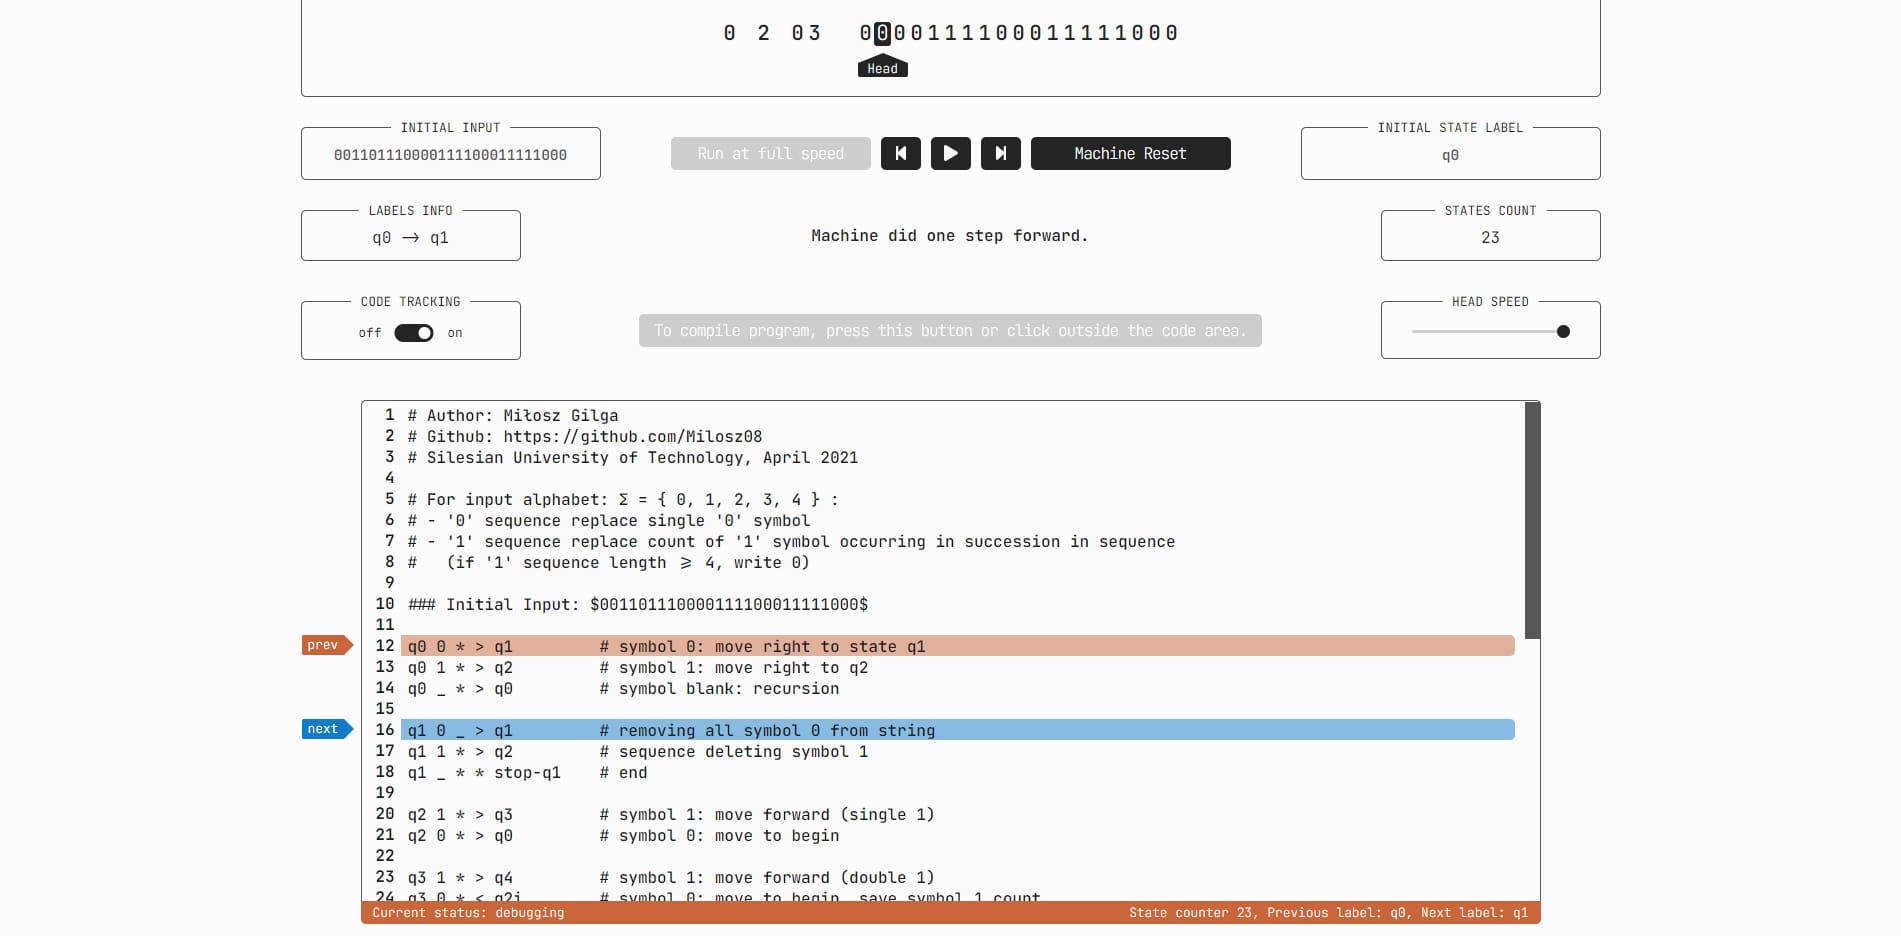 0 2 03  0000111100011111000
Head
INITIAL INPUT
001101110000111100011111000
Run at full speed
Machine Reset
INITIAL STATE LABEL
q0
LABELS INFO
q0 → q1
Machine did one step forward.
STATES COUNT
23
CODE TRACKING
off on
To compile program, press this button or click outside the code area.
HEAD SPEED
1 # Author: Miłosz Gilga
2 # Github: https://github.com/Milosz08
3 # Silesian University of Technology, April 2021
4
5 # For input alphabet: Σ = { 0, 1, 2, 3, 4 } :
6 # - '0' sequence replace single '0' symbol
7 # - '1' sequence replace count of '1' symbol occurring in succession in sequence
8 #   (if '1' sequence length ⩾ 4, write 0)
9
10 ### Initial Input: $001101110000111100011111000$
11
prev 12 q0 0 * > q1 # symbol 0: move right to state q1
13 q0 1 * > q2 # symbol 1: move right to q2
14 q0 _ * > q0 # symbol blank: recursion
15
next 16 q1 0 _ > q1 # removing all symbol 0 from string
17 q1 1 * > q2 # sequence deleting symbol 1
18 q1 _ * * stop-q1 # end
19
20 q2 1 * > q3 # symbol 1: move forward (single 1)
21 q2 0 * > q0 # symbol 0: move to begin
22
23 q3 1 * > q4 # symbol 1: move forward (double 1)
24 q3 0 * < q2i # symbol 0: move to begin, save symbol 1 count
Current status: debugging
State counter 23, Previous label: q0, Next label: q1